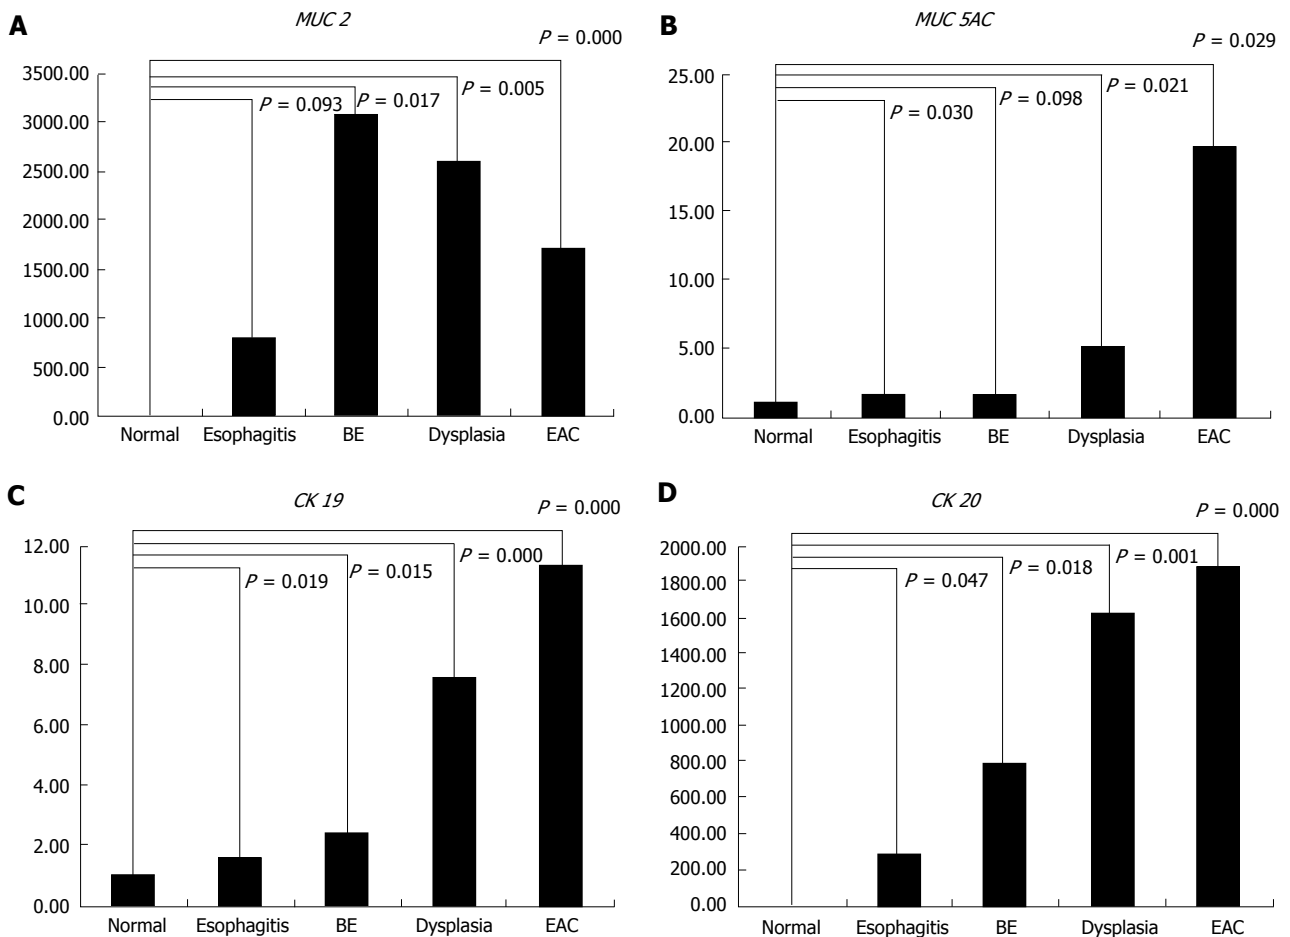 A
MUC 2
P = 0.000
3500.00
3000.00
2500.00
2000.00
1500.00
1000.00
500.00
0.00
P = 0.093
P = 0.017
P = 0.005
Normal Esophagitis BE Dysplasia EAC
B
MUC 5AC
P = 0.029
25.00
20.00
15.00
10.00
5.00
0.00
P = 0.030
P = 0.098
P = 0.021
Normal Esophagitis BE Dysplasia EAC
C
CK 19
P = 0.000
12.00
10.00
8.00
6.00
4.00
2.00
0.00
P = 0.019
P = 0.015
P = 0.000
Normal Esophagitis BE Dysplasia EAC
D
CK 20
P = 0.000
2000.00
1800.00
1600.00
1400.00
1200.00
1000.00
800.00
600.00
400.00
200.00
0.00
P = 0.047
P = 0.018
P = 0.001
Normal Esophagitis BE Dysplasia EAC